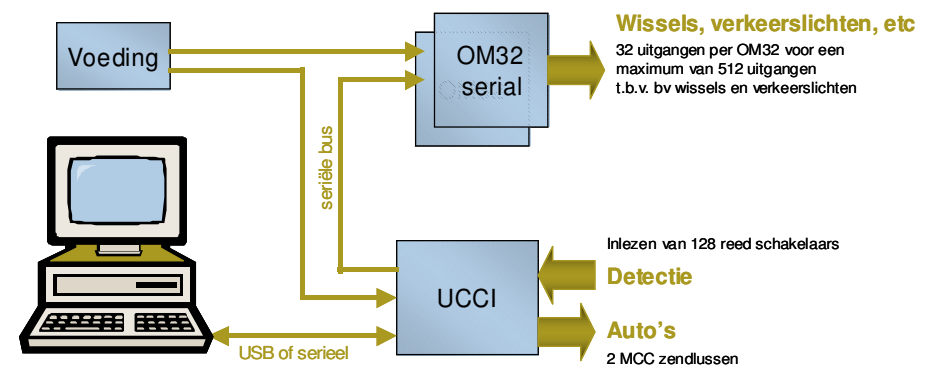 Voeding
OM32
serial
Wissels, verkeerslichten, etc
32 uitgangen per OM32 voor een
maximum van 512 uitgangen
t.b.v. bv wissels en verkeerslichten
seriële bus
Inlezen van 128 reed schakelaars
Detectie
UCCI
Auto's
2 MCC zendlussen
USB of serieel